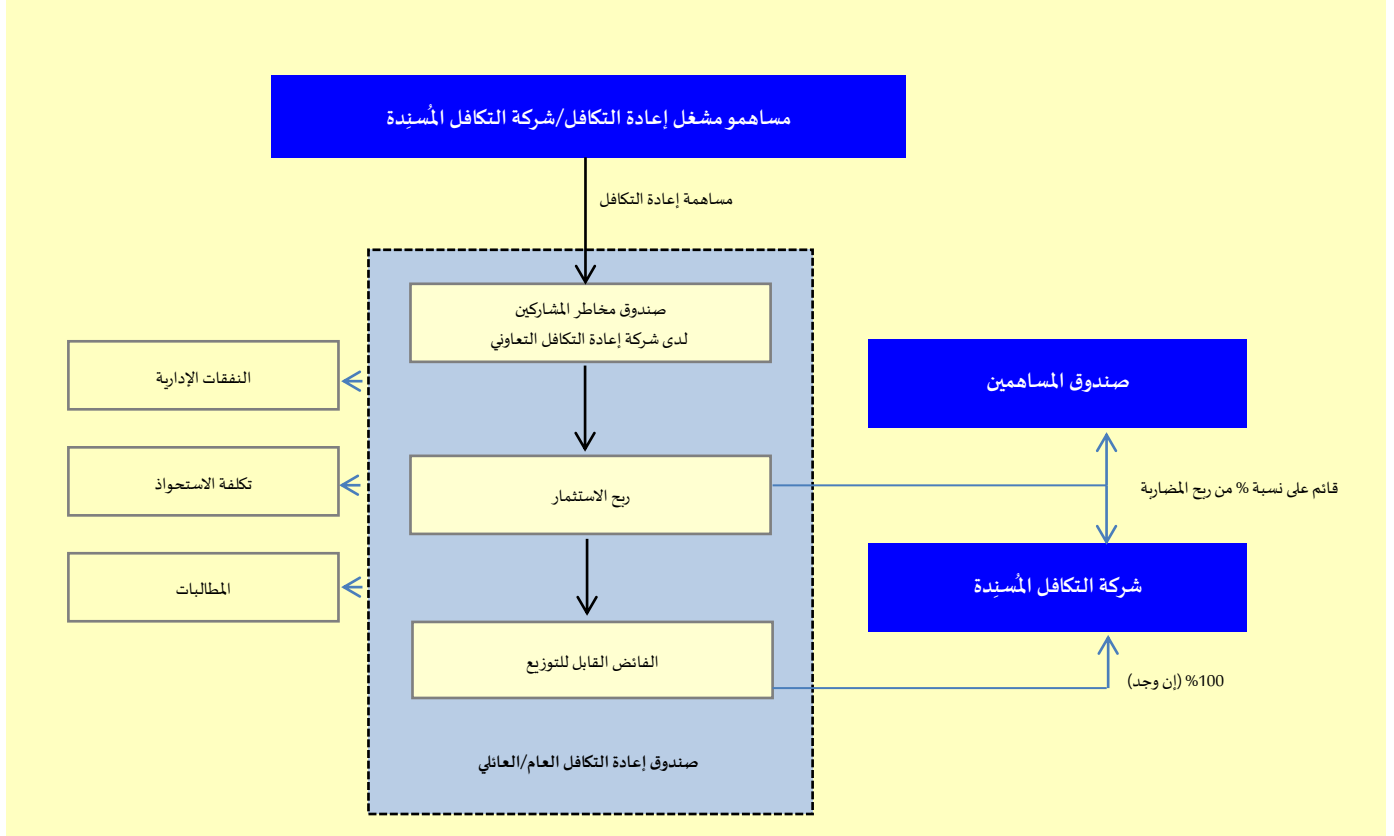 مساهمو مشغل إعادة التكافل/شركة التكافل المُسنِدة
مساهمة إعادة التكافل
صندوق مخاطر المشاركين
لدى شركة إعادة التكافل التعاوني
النفقات الإدارية
صندوق المساهمين
ربح الاستثمار
تكلفة الاستحواذ
قائم على نسبة % من ربح المضاربة
المطالبات
شركة التكافل المُسنِدة
الفائض القابل للتوزيع
100% (إن وجد)
صندوق إعادة التكافل العام/العائلي